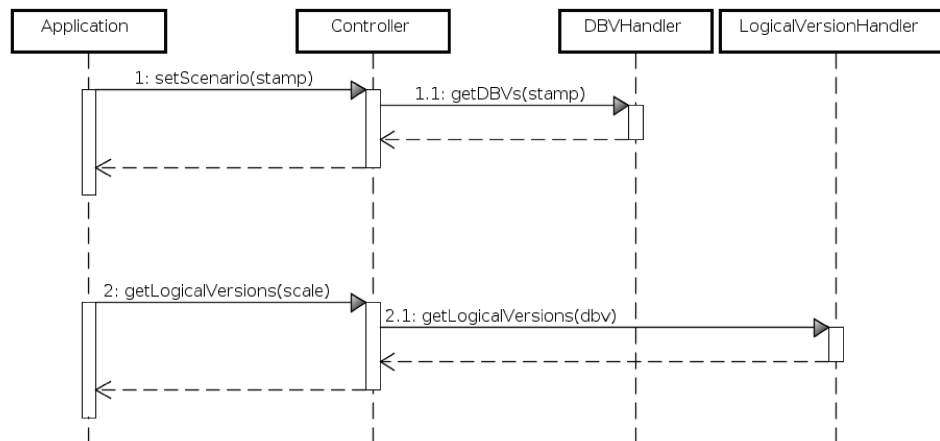 Application
Controller
DBVHandler
LogicalVersionHandler
1: setScenario(stamp)
1.1: getDBVs(stamp)
2: getLogicalVersions(scale)
2.1: getLogicalVersions(dbv)